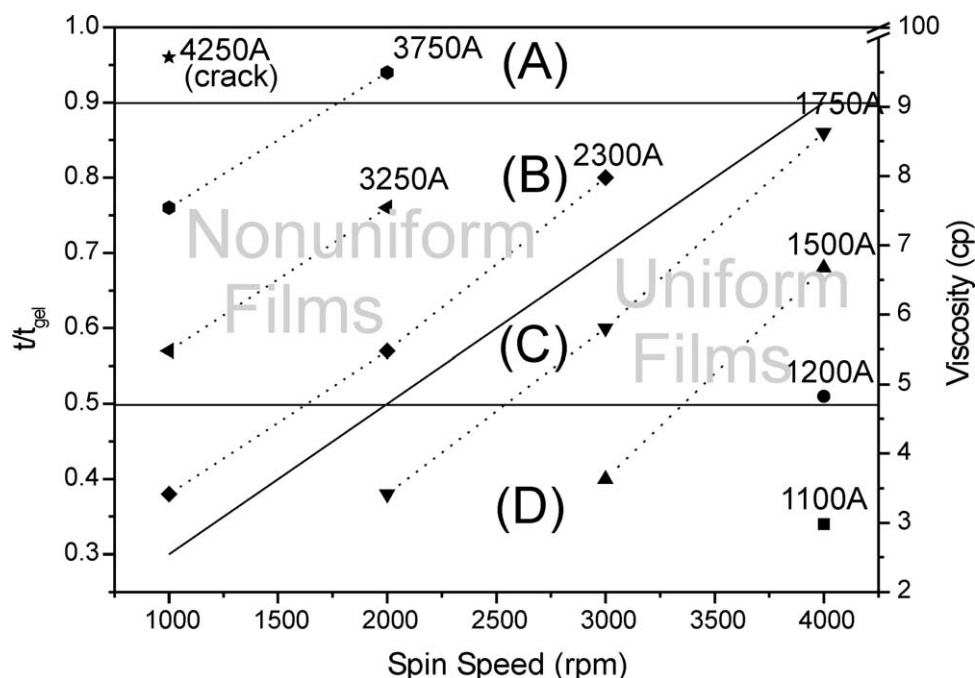 1.0
100
4250A
(crack)
3750A
(A)
0.9
1750A
9
(B)
2300A
0.8
8
3250A
Nonuniform
Films
0.7
7
1500A
Uniform
Films
t/tgel
Viscosity (cp)
0.6
6
(C)
1200A
0.5
5
0.4
4
(D)
1100A
3
0.3
2
1000
1500
2000
2500
3000
3500
4000
Spin Speed (rpm)